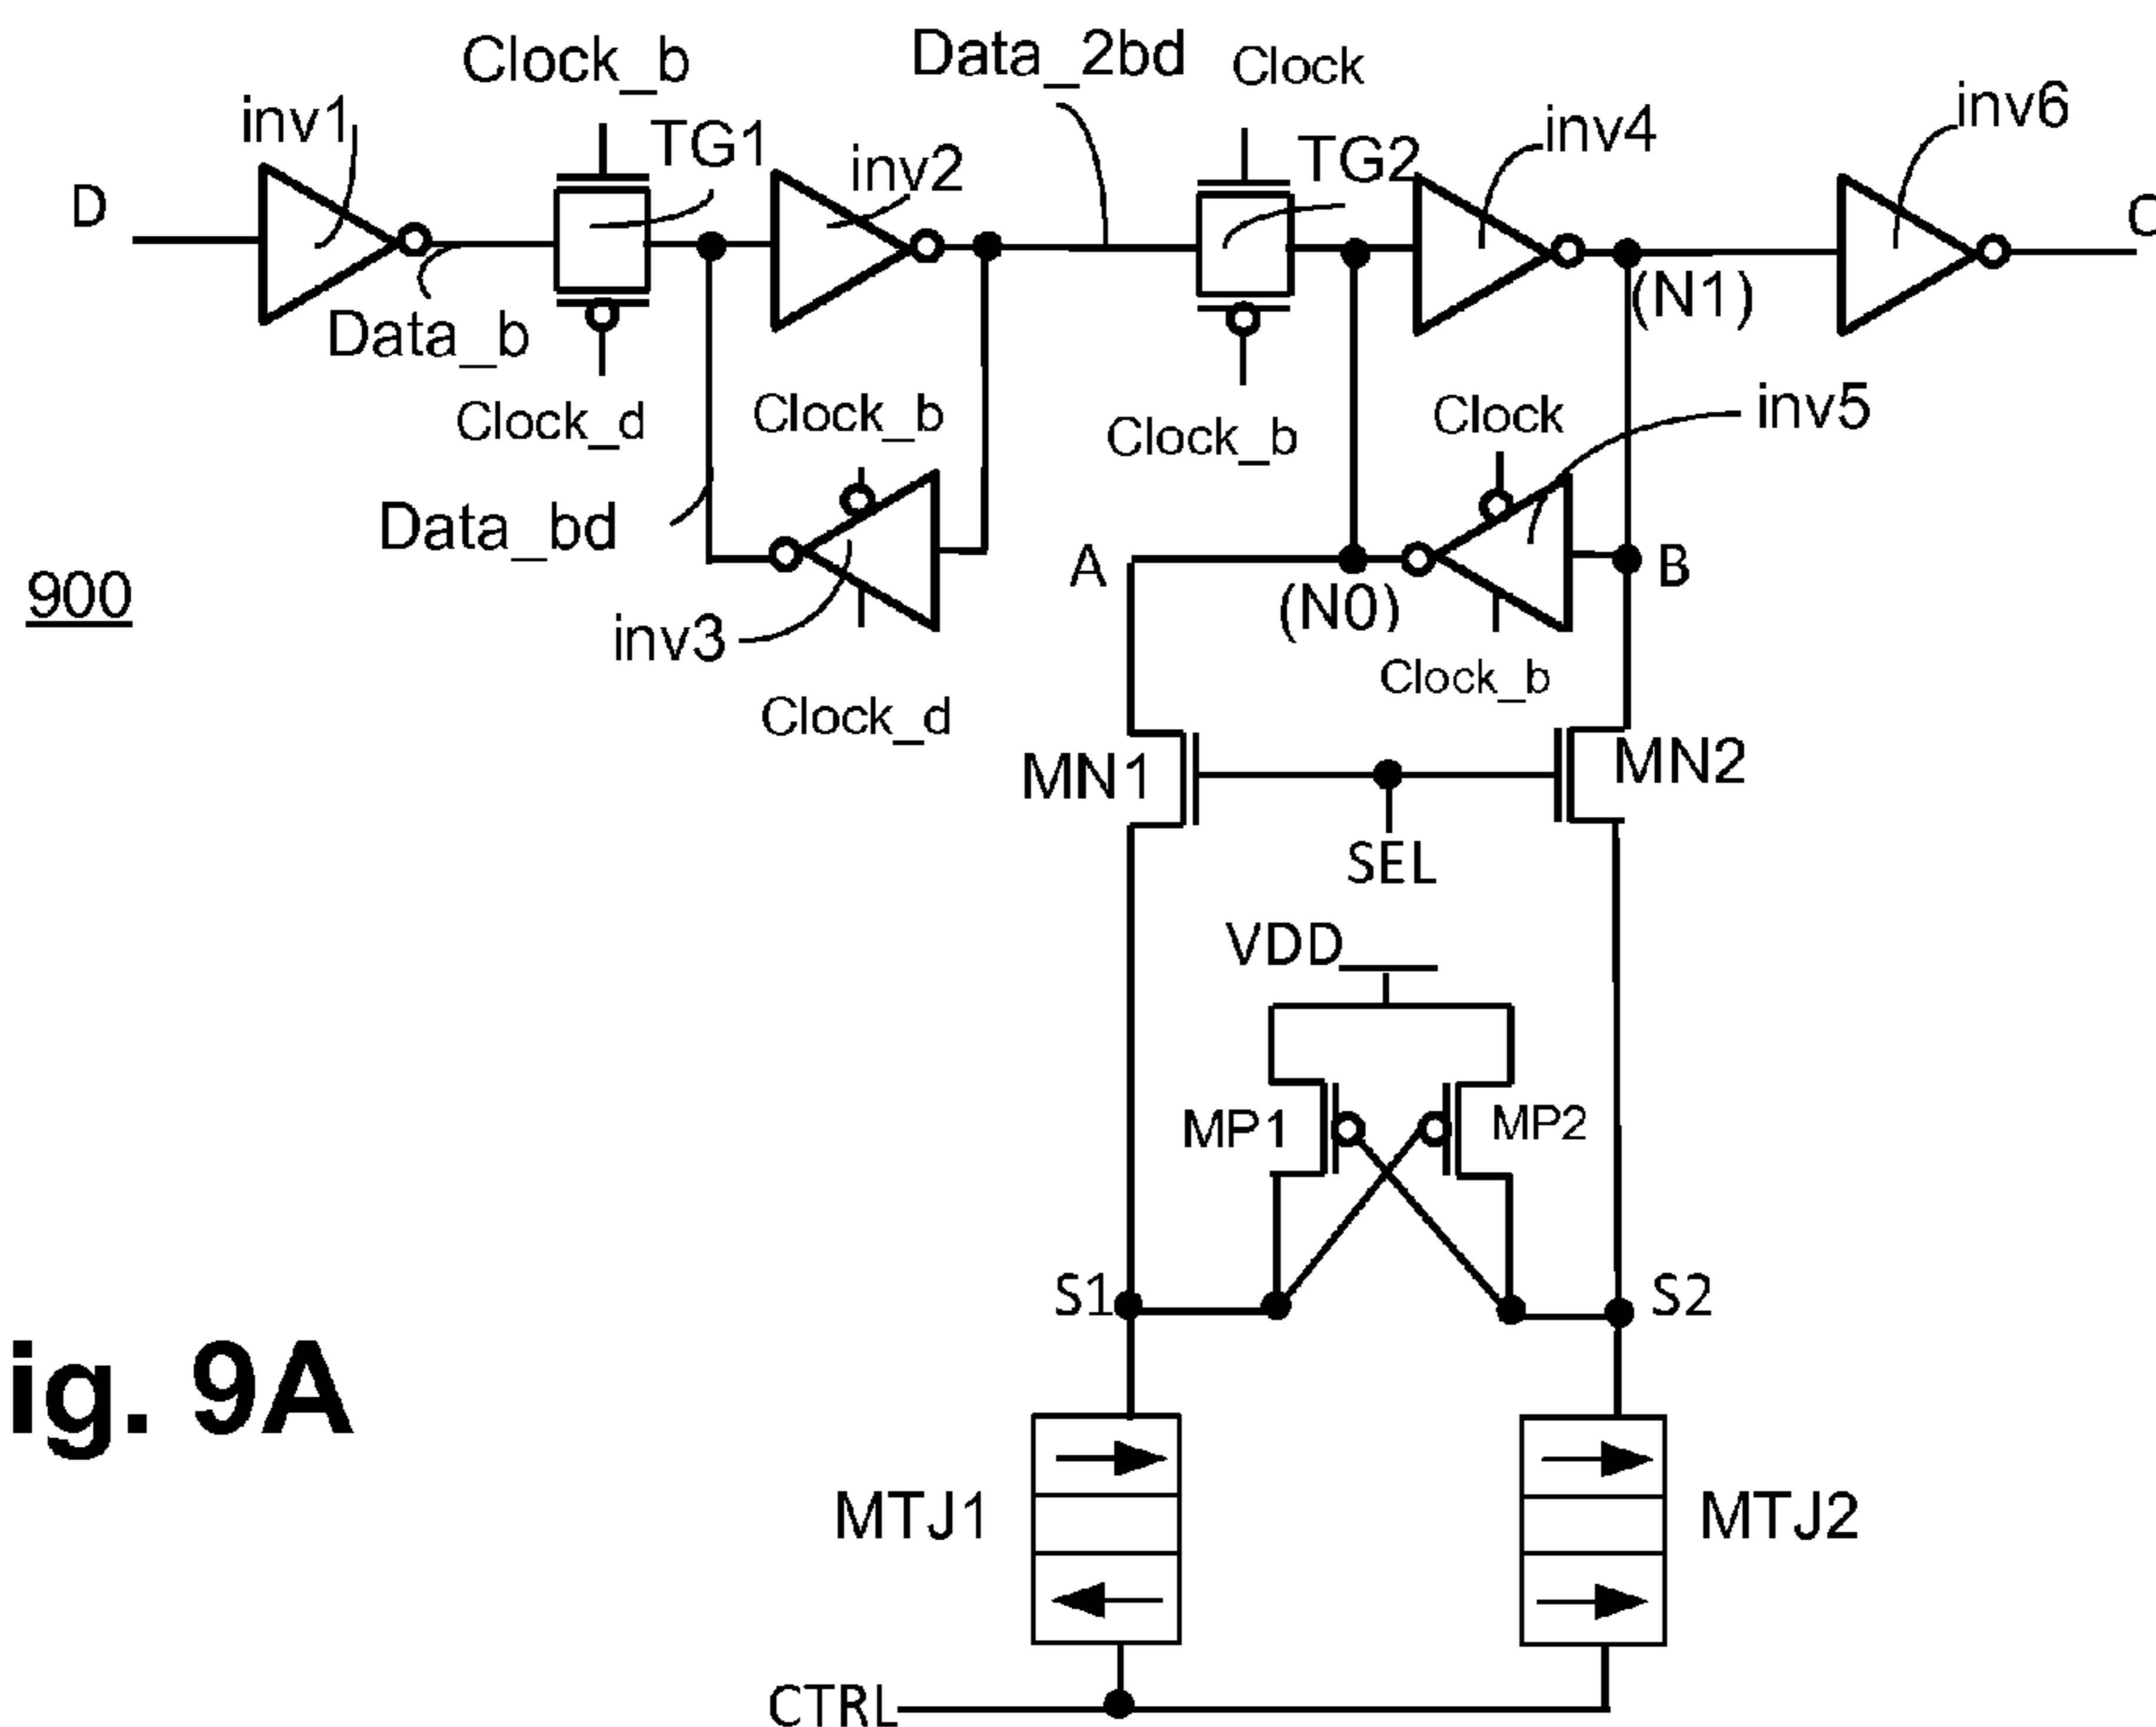 Clock_b
Data_2bd
Clock
inv1
TG1
inv2
TG2
inv4
inv6
D
Data_b
(N1)
Clock_d
Clock_b
Clock_b
Clock
inv5
Data_bd
A
B
900
(N0)
inv3
Clock_d
Clock_b
MN1
MN2
SEL
VDD
MP1
MP2
S1
S2
ig. 9A
MTJ1
MTJ2
CTRL